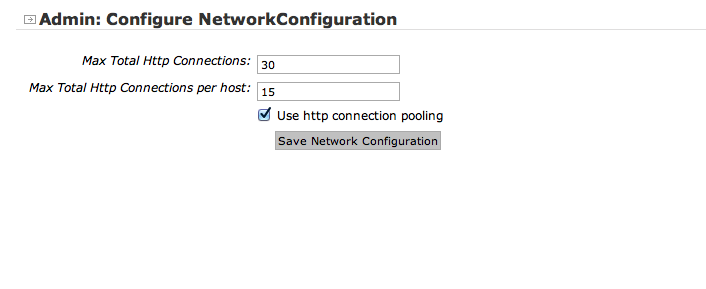 Admin: Configure NetworkConfiguration
Max Total Http Connections: 30
Max Total Http Connections per host: 15
Use http connection pooling
Save Network Configuration